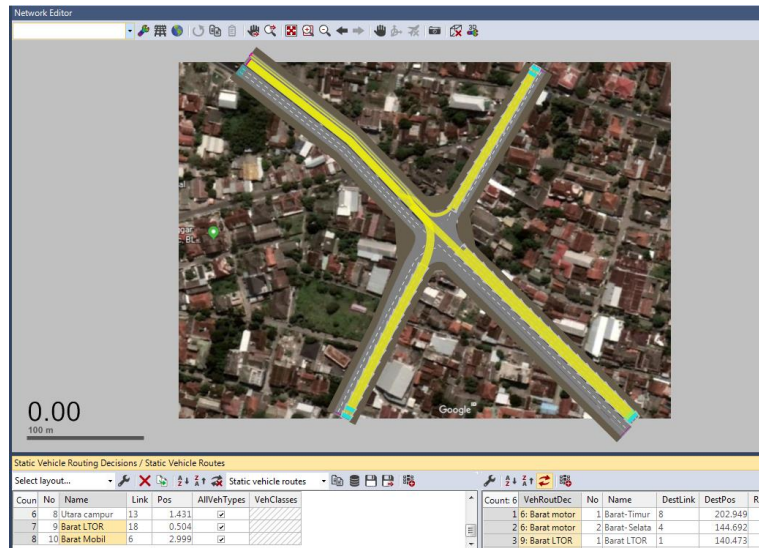 Network Editor
Google
0.00
100 m
Static Vehicle Routing Decisions / Static Vehicle Routes
Select layout... Static vehicle routes
Coun No Name Link Pos AllVehTypes VehClasses
6 8 Utara campur 13 1.431
7 9 Barat LTOR 18 0.504
8 10 Barat Mobil 6 2.999
Count: 6 VehRoutDec No Name DestLink DestPos
1 6: Barat motor 1 Barat-Timur 8 202.949
2 6: Barat motor 2 Barat-Selata 4 144.692
3 9: Barat LTOR 1 Barat LTOR 1 140.473